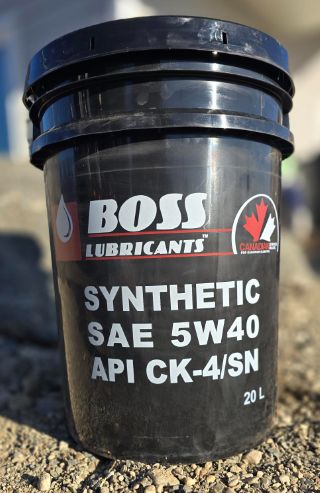 BOSS
LUBRICANTS™
CANADIAN
SYNTHETIC
SAE 5W40
API CK-4/SN
20 L